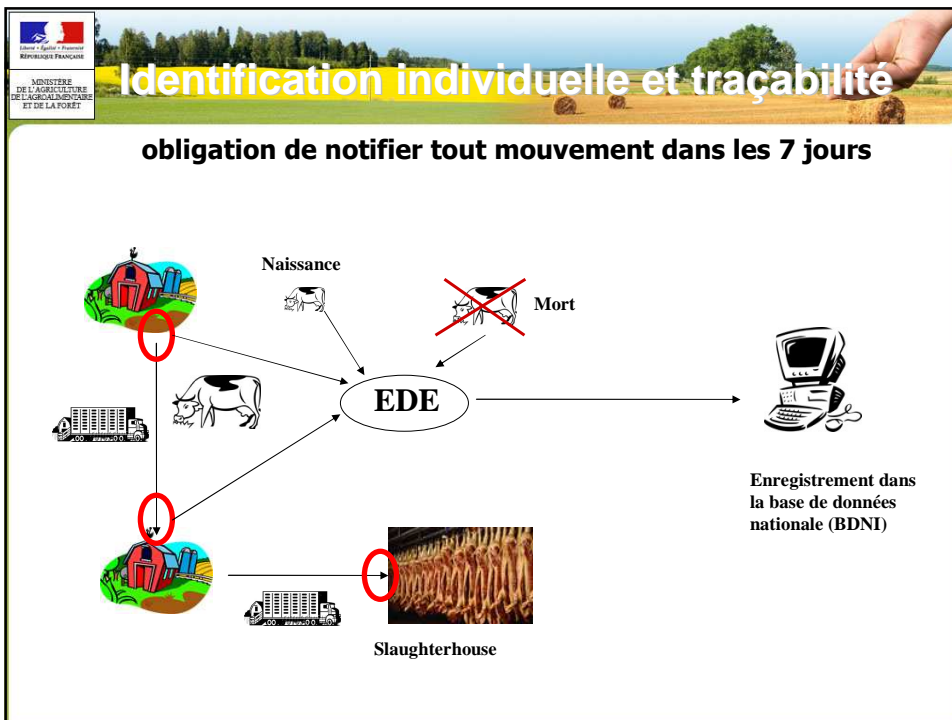 Liberté • Égalité • Fraternité
RÉPUBLIQUE FRANÇAISE
MINISTÈRE
DE L'AGRICULTURE
DE L'AGROALIMENTAIRE
ET DE LA FORÊT
Identification individuelle et traçabilité
obligation de notifier tout mouvement dans les 7 jours
Naissance
Mort
EDE
Enregistrement dans
la base de données
nationale (BDNI)
Slaughterhouse